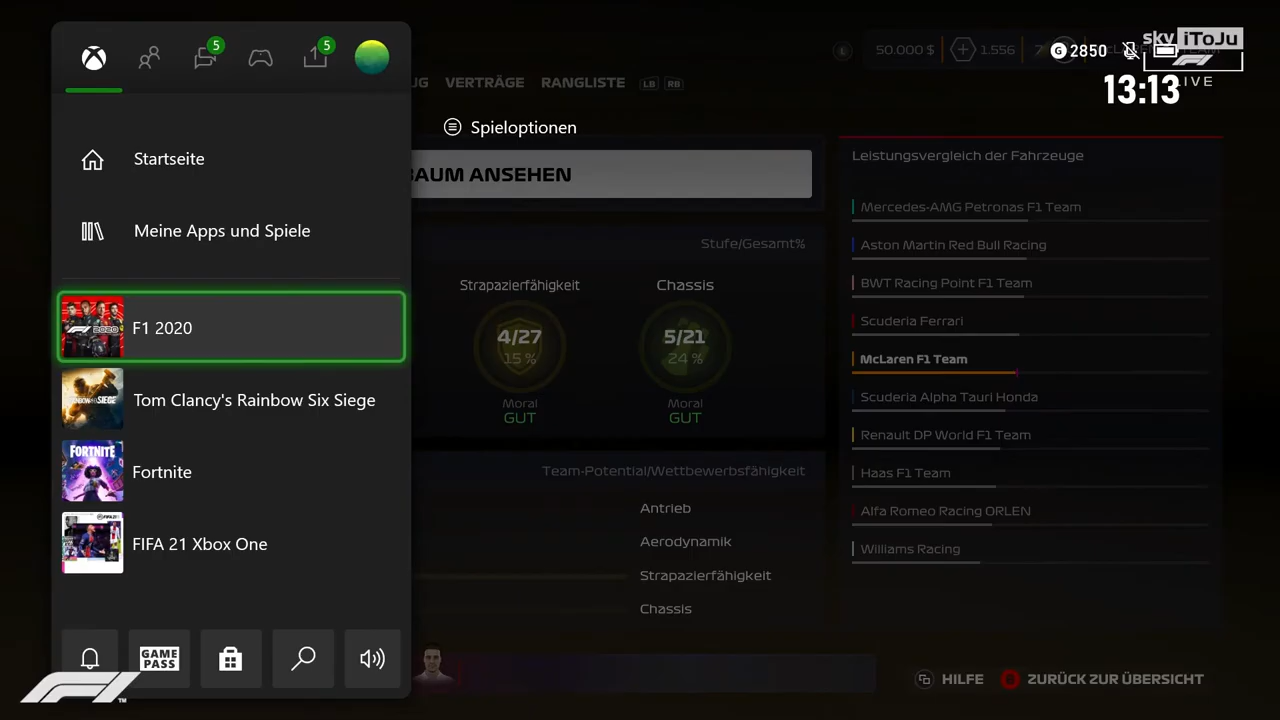 5
5
Startseite
Meine Apps und Spiele
F1 2020
Tom Clancy's Rainbow Six Siege
Fortnite
FIFA 21 Xbox One
GAME PASS
Spieloptionen
UG VERTRÄGE RANGLISTE LB RB
BAUM ANSEHEN
Stufe/Gesamt%
Strapazierfähigkeit
4/27
15 %
Moral
GUT
Chassis
5/21
24 %
Moral
GUT
Team-Potential/Wettbewerbsfähigkeit
Antrieb
Aerodynamik
Strapazierfähigkeit
Chassis
L 50.000 $ 1.556
G 2850
sky iToJu
F1
LIVE
13:13
Leistungsvergleich der Fahrzeuge
Mercedes-AMG Petronas F1 Team
Aston Martin Red Bull Racing
BWT Racing Point F1 Team
Scuderia Ferrari
McLaren F1 Team
Scuderia Alpha Tauri Honda
Renault DP World F1 Team
Haas F1 Team
Alfa Romeo Racing ORLEN
Williams Racing
HILFE
ZURÜCK ZUR ÜBERSICHT
F1